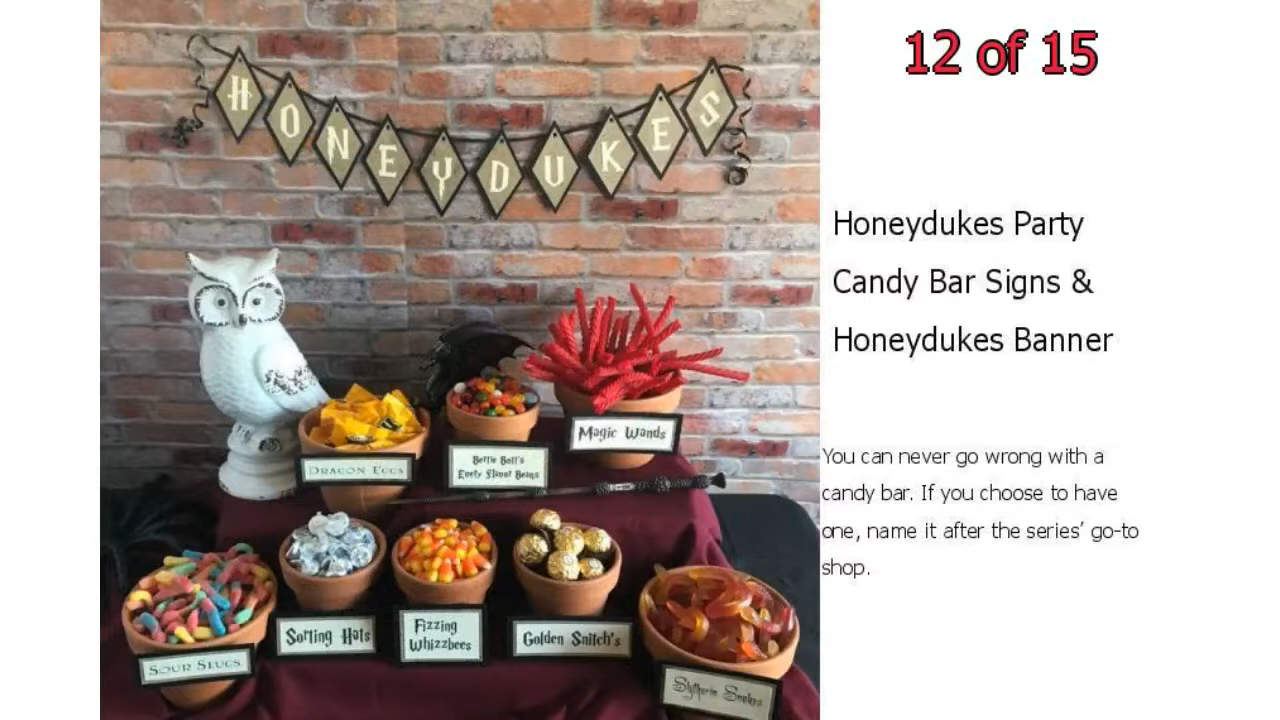 HONEYDUKES
12 of 15
Honeydukes Party
Candy Bar Signs &
Honeydukes Banner
You can never go wrong with a
candy bar. If you choose to have
one, name it after the series’ go-to
shop.
Magic Wands
Dragon Eggs
Bertie Bott's
Every Flavor Beans
Sorting Hats
Fizzing
Whizzbees
Golden Snitch's
Sour Slugs
Slytherin Snakes